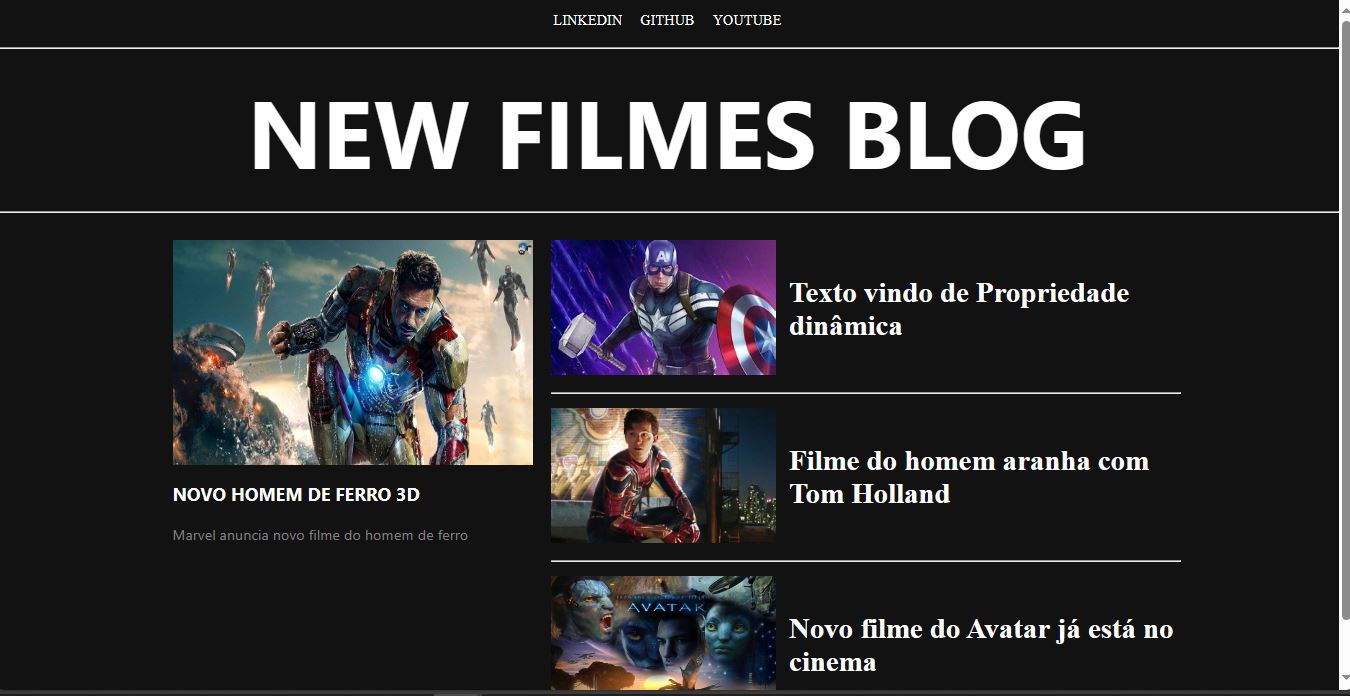 LINKEDIN GITHUB YOUTUBE
NEW FILMES BLOG
NOVO HOMEM DE FERRO 3D
Marvel anuncia novo filme do homem de ferro
A
Texto vindo de Propriedade
dinâmica
Filme do homem aranha com
Tom Holland
AVATAR
Novo filme do Avatar já está no
cinema